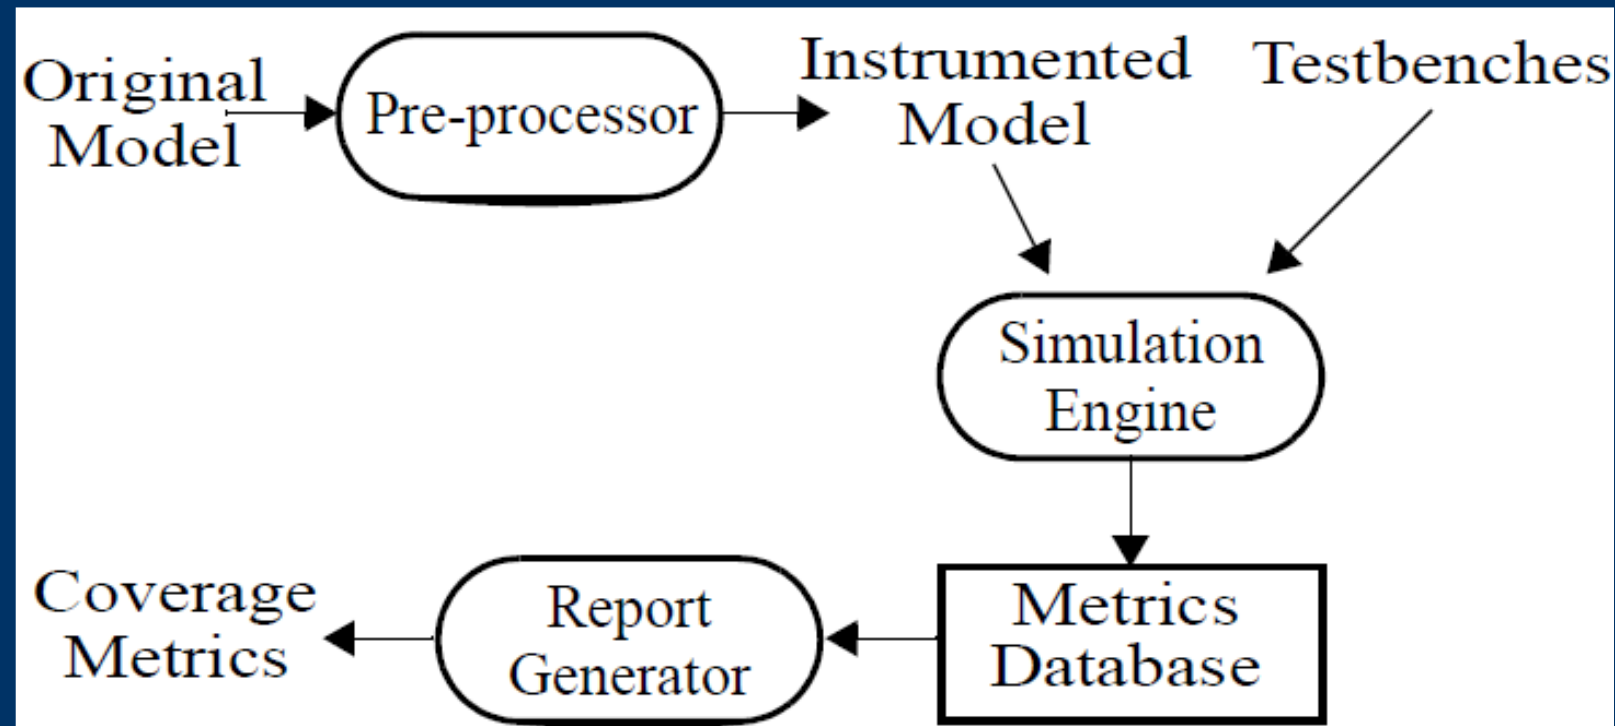 Original
Model
Pre-processor
Instrumented
Model
Testbenches
Simulation
Engine
Metrics
Database
Report
Generator
Coverage
Metrics